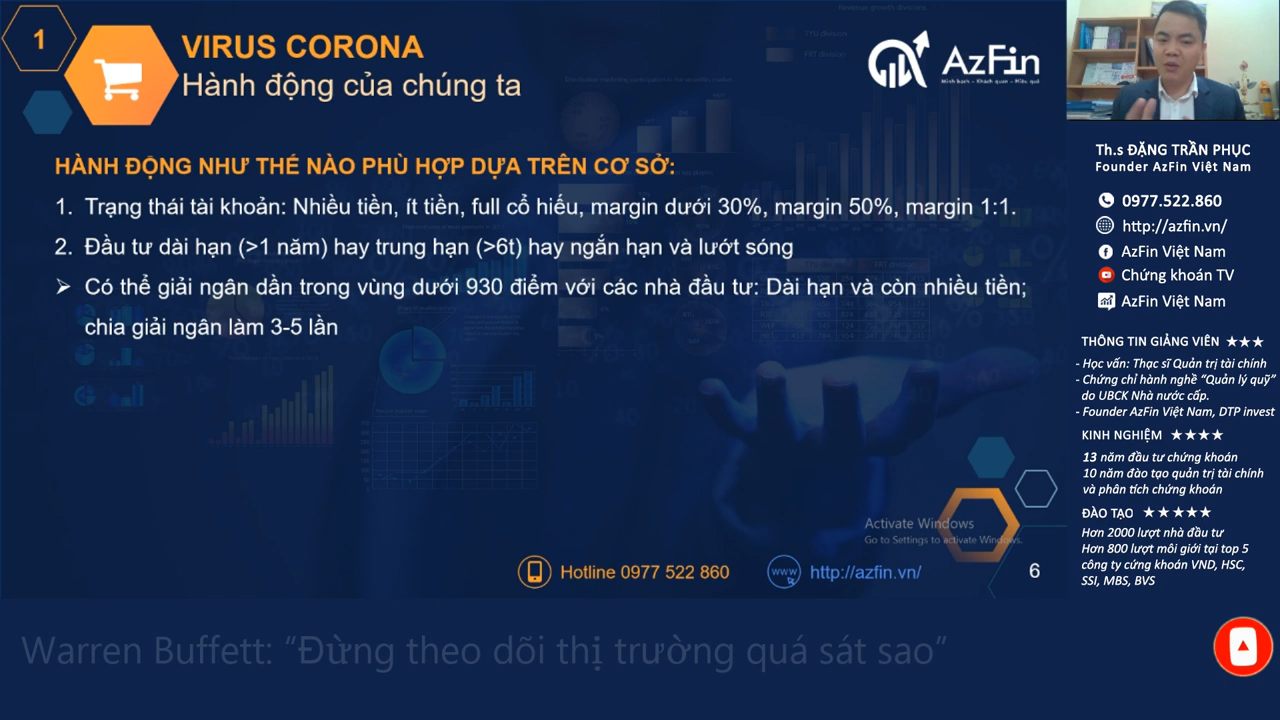 1
VIRUS CORONA
Hành động của chúng ta
AzFin
Minh bạch - Khách quan - Hiệu quả
HÀNH ĐỘNG NHƯ THẾ NÀO PHÙ HỢP DỰA TRÊN CƠ SỞ:
1. Trạng thái tài khoản: Nhiều tiền, ít tiền, full cổ hiếu, margin dưới 30%, margin 50%, margin 1:1.
2. Đầu tư dài hạn (>1 năm) hay trung hạn (>6t) hay ngắn hạn và lướt sóng
➢ Có thể giải ngân dần trong vùng dưới 930 điểm với các nhà đầu tư: Dài hạn và còn nhiều tiền;
chia giải ngân làm 3-5 lần
Activate Windows
Go to Settings to activate Windows.
Hotline 0977 522 860
www
http://azfin.vn/
6
Th.s ĐẶNG TRẦN PHỤC
Founder AzFin Việt Nam
0977.522.860
http://azfin.vn/
AzFin Việt Nam
Chứng khoán TV
AzFin Việt Nam
THÔNG TIN GIẢNG VIÊN ★★★
- Học vấn: Thạc sĩ Quản trị tài chính
- Chứng chỉ hành nghề “Quản lý quỹ”
do UBCK Nhà nước cấp.
- Founder AzFin Việt Nam, DTP invest
KINH NGHIỆM ★★★★
13 năm đầu tư chứng khoán
10 năm đào tạo quản trị tài chính
và phân tích chứng khoán
ĐÀO TẠO ★★★★★
Hơn 2000 lượt nhà đầu tư
Hơn 800 lượt môi giới tại top 5
công ty cứng khoán VND, HSC,
SSI, MBS, BVS
Warren Buffett: “Đừng theo dõi thị trường quá sát sao”